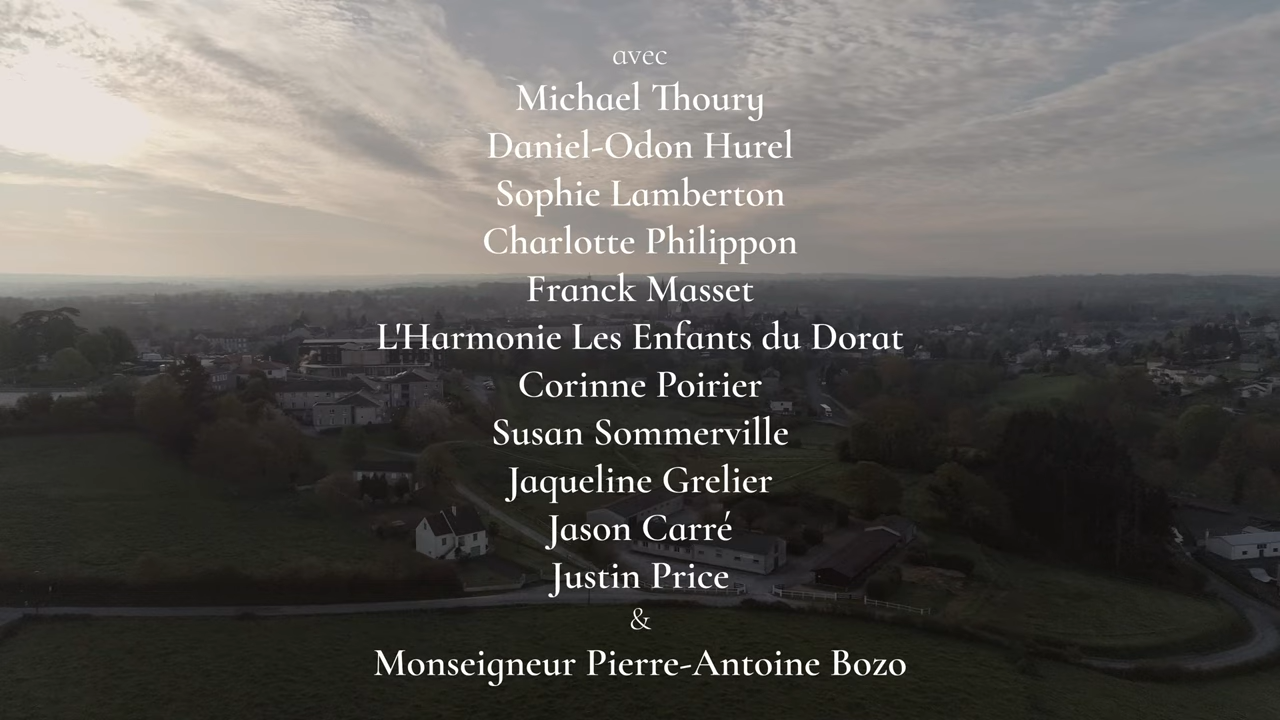 avec
Michael Thoury
Daniel-Odon Hurel
Sophie Lamberton
Charlotte Philippon
Franck Masset
L'Harmonie Les Enfants du Dorat
Corinne Poirier
Susan Sommerville
Jaqueline Grelier
Jason Carré
Justin Price
&
Monseigneur Pierre-Antoine Bozo